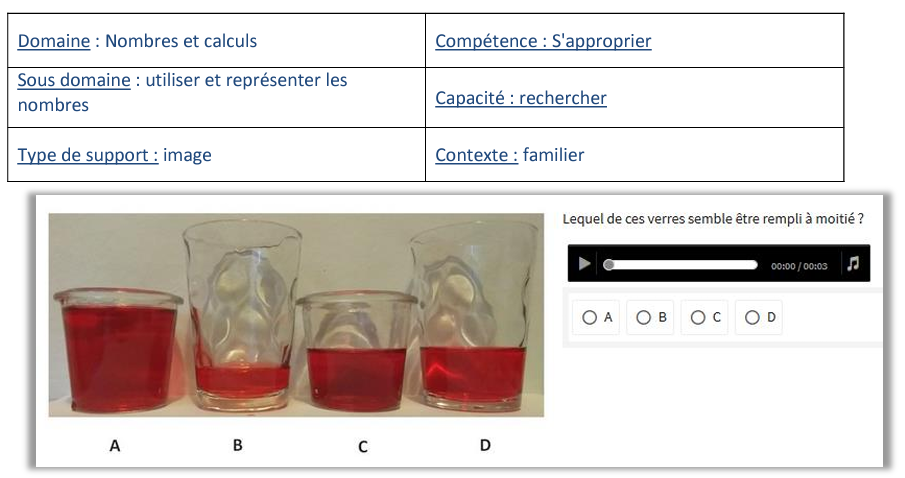 Domaine : Nombres et calculs
Compétence : S'approprier
Sous domaine : utiliser et représenter les
nombres
Capacité : rechercher
Type de support : image
Contexte : familier
Lequel de ces verres semble être rempli à moitié ?
00:00 / 00:03
A B C D
A B C D